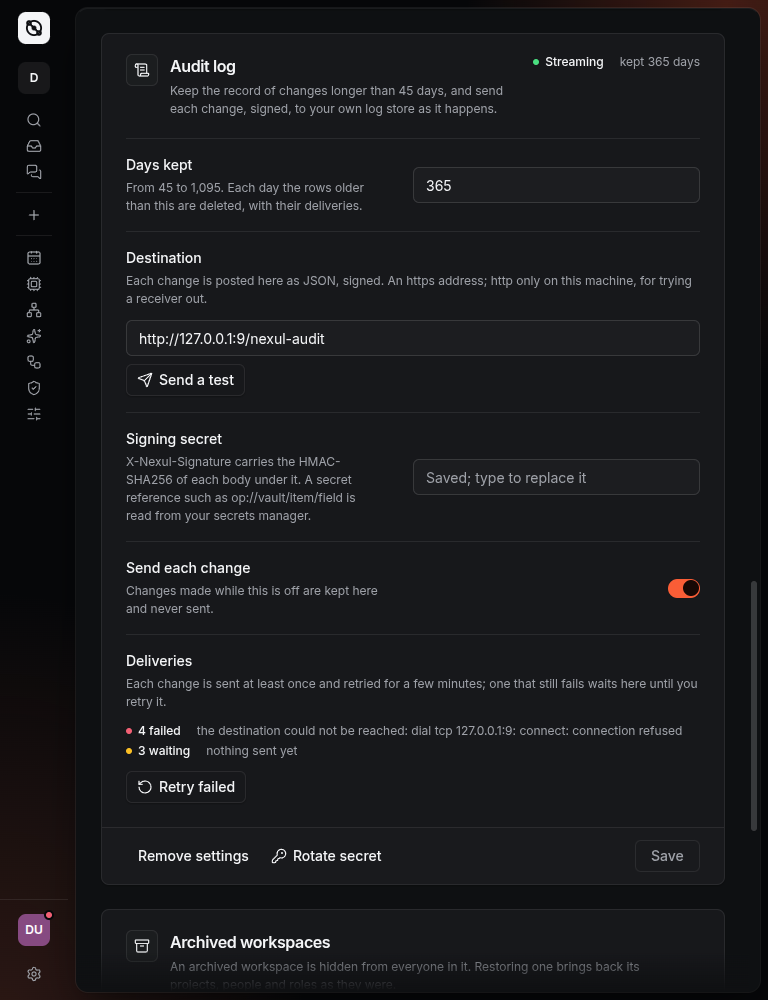 D
Audit log
Streaming kept 365 days
Keep the record of changes longer than 45 days, and send
each change, signed, to your own log store as it happens.
Days kept
From 45 to 1,095. Each day the rows older
than this are deleted, with their deliveries.
365
Destination
Each change is posted here as JSON, signed. An https address; http only on this machine, for trying
a receiver out.
http://127.0.0.1:9/nexul-audit
Send a test
Signing secret
X-Nexul-Signature carries the HMAC-
SHA256 of each body under it. A secret
reference such as op://vault/item/field is
read from your secrets manager.
Saved; type to replace it
Send each change
Changes made while this is off are kept here
and never sent.
Deliveries
Each change is sent at least once and retried for a few minutes; one that still fails waits here until you
retry it.
4 failed the destination could not be reached: dial tcp 127.0.0.1:9: connect: connection refused
3 waiting nothing sent yet
Retry failed
Remove settings Rotate secret Save
DU
Archived workspaces
An archived workspace is hidden from everyone in it. Restoring one brings back its
projects, people and roles as they were.